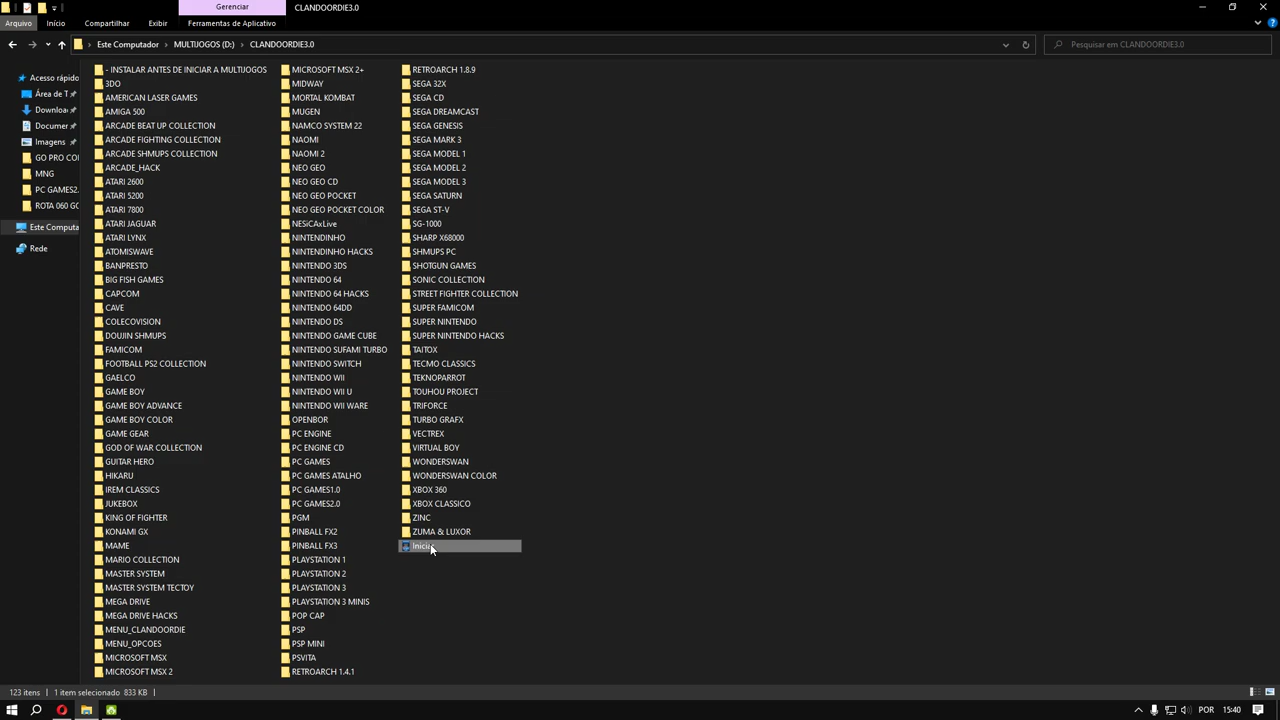 Gerenciar
CLANDOORDIE3.0
Arquivo
Início
Compartilhar
Exibir
Ferramentas de Aplicativo
Este Computador
MULTIJOGOS (D:)
CLANDOORDIE3.0
Pesquisar em CLANDOORDIE3.0
Acesso rápido
Área de T
Downloa
Documer
Imagens
GO PRO CO
MNG
PC GAMES2.
ROTA 060 GO
Este Computa
Rede
- INSTALAR ANTES DE INICIAR A MULTIJOGOS
3DO
AMERICAN LASER GAMES
AMIGA 500
ARCADE BEAT UP COLLECTION
ARCADE FIGHTING COLLECTION
ARCADE SHMUPS COLLECTION
ARCADE_HACK
ATARI 2600
ATARI 5200
ATARI 7800
ATARI JAGUAR
ATARI LYNX
ATOMISWAVE
BANPRESTO
BIG FISH GAMES
CAPCOM
CAVE
COLECOVISION
DOUJIN SHMUPS
FAMICOM
FOOTBALL PS2 COLLECTION
GAELCO
GAME BOY
GAME BOY ADVANCE
GAME BOY COLOR
GAME GEAR
GOD OF WAR COLLECTION
GUITAR HERO
HIKARU
IREM CLASSICS
JUKEBOX
KING OF FIGHTER
KONAMI GX
MAME
MARIO COLLECTION
MASTER SYSTEM
MASTER SYSTEM TECTOY
MEGA DRIVE
MEGA DRIVE HACKS
MENU_CLANDOORDIE
MENU_OPCOES
MICROSOFT MSX
MICROSOFT MSX 2
MICROSOFT MSX 2+
MIDWAY
MORTAL KOMBAT
MUGEN
NAMCO SYSTEM 22
NAOMI
NAOMI 2
NEO GEO
NEO GEO CD
NEO GEO POCKET
NEO GEO POCKET COLOR
NESiCAxLive
NINTENDINHO
NINTENDINHO HACKS
NINTENDO 3DS
NINTENDO 64
NINTENDO 64 HACKS
NINTENDO 64DD
NINTENDO DS
NINTENDO GAME CUBE
NINTENDO SUFAMI TURBO
NINTENDO SWITCH
NINTENDO WII
NINTENDO WII U
NINTENDO WII WARE
OPENBOR
PC ENGINE
PC ENGINE CD
PC GAMES
PC GAMES ATALHO
PC GAMES1.0
PC GAMES2.0
PGM
PINBALL FX2
PINBALL FX3
PLAYSTATION 1
PLAYSTATION 2
PLAYSTATION 3
PLAYSTATION 3 MINIS
POP CAP
PSP
PSP MINI
PSVITA
RETROARCH 1.4.1
RETROARCH 1.8.9
SEGA 32X
SEGA CD
SEGA DREAMCAST
SEGA GENESIS
SEGA MARK 3
SEGA MODEL 1
SEGA MODEL 2
SEGA MODEL 3
SEGA SATURN
SEGA ST-V
SG-1000
SHARP X68000
SHMUPS PC
SHOTGUN GAMES
SONIC COLLECTION
STREET FIGHTER COLLECTION
SUPER FAMICOM
SUPER NINTENDO
SUPER NINTENDO HACKS
TAITOX
TECMO CLASSICS
TEKNOPARROT
TOUHOU PROJECT
TRIFORCE
TURBO GRAFX
VECTREX
VIRTUAL BOY
WONDERSWAN
WONDERSWAN COLOR
XBOX 360
XBOX CLASSICO
ZINC
ZUMA & LUXOR
123 itens
1 item selecionado 833 KB
POR
15:40